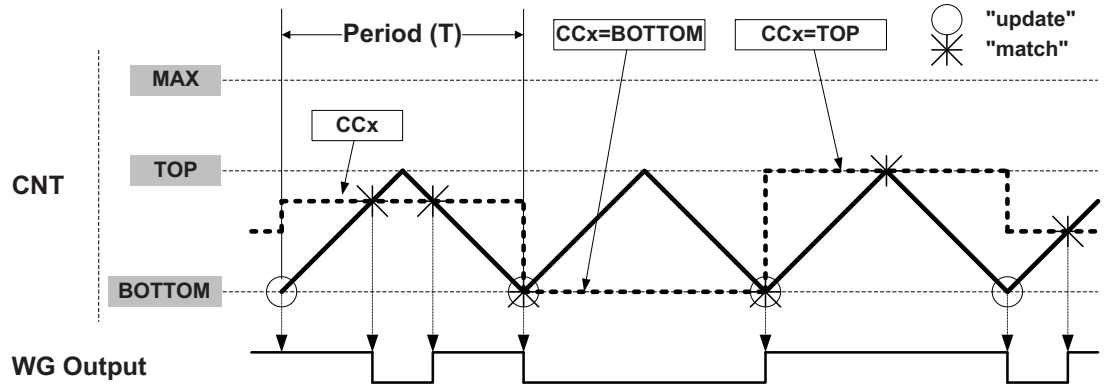 Period (T)
CCx=BOTTOM
CCx=TOP
"update"
"match"
MAX
CCx
TOP
CNT
BOTTOM
WG Output